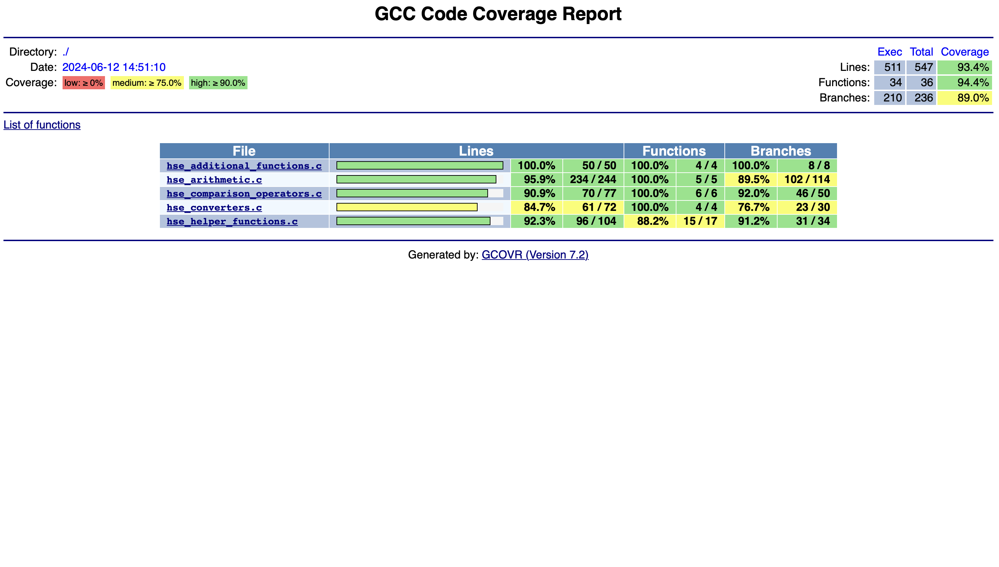 GCC Code Coverage Report
Directory: ./
Date: 2024-06-12 14:51:10
Coverage: low: ≥ 0% medium: ≥ 75.0% high: ≥ 90.0%
Exec Total Coverage
Lines: 511 547 93.4%
Functions: 34 36 94.4%
Branches: 210 236 89.0%
List of functions
File Lines Functions Branches
hse_additional_functions.c 100.0% 50 / 50 100.0% 4 / 4 100.0% 8 / 8
hse_arithmetic.c 95.9% 234 / 244 100.0% 5 / 5 89.5% 102 / 114
hse_comparison_operators.c 90.9% 70 / 77 100.0% 6 / 6 92.0% 46 / 50
hse_converters.c 84.7% 61 / 72 100.0% 4 / 4 76.7% 23 / 30
hse_helper_functions.c 92.3% 96 / 104 88.2% 15 / 17 91.2% 31 / 34
Generated by: GCOVR (Version 7.2)